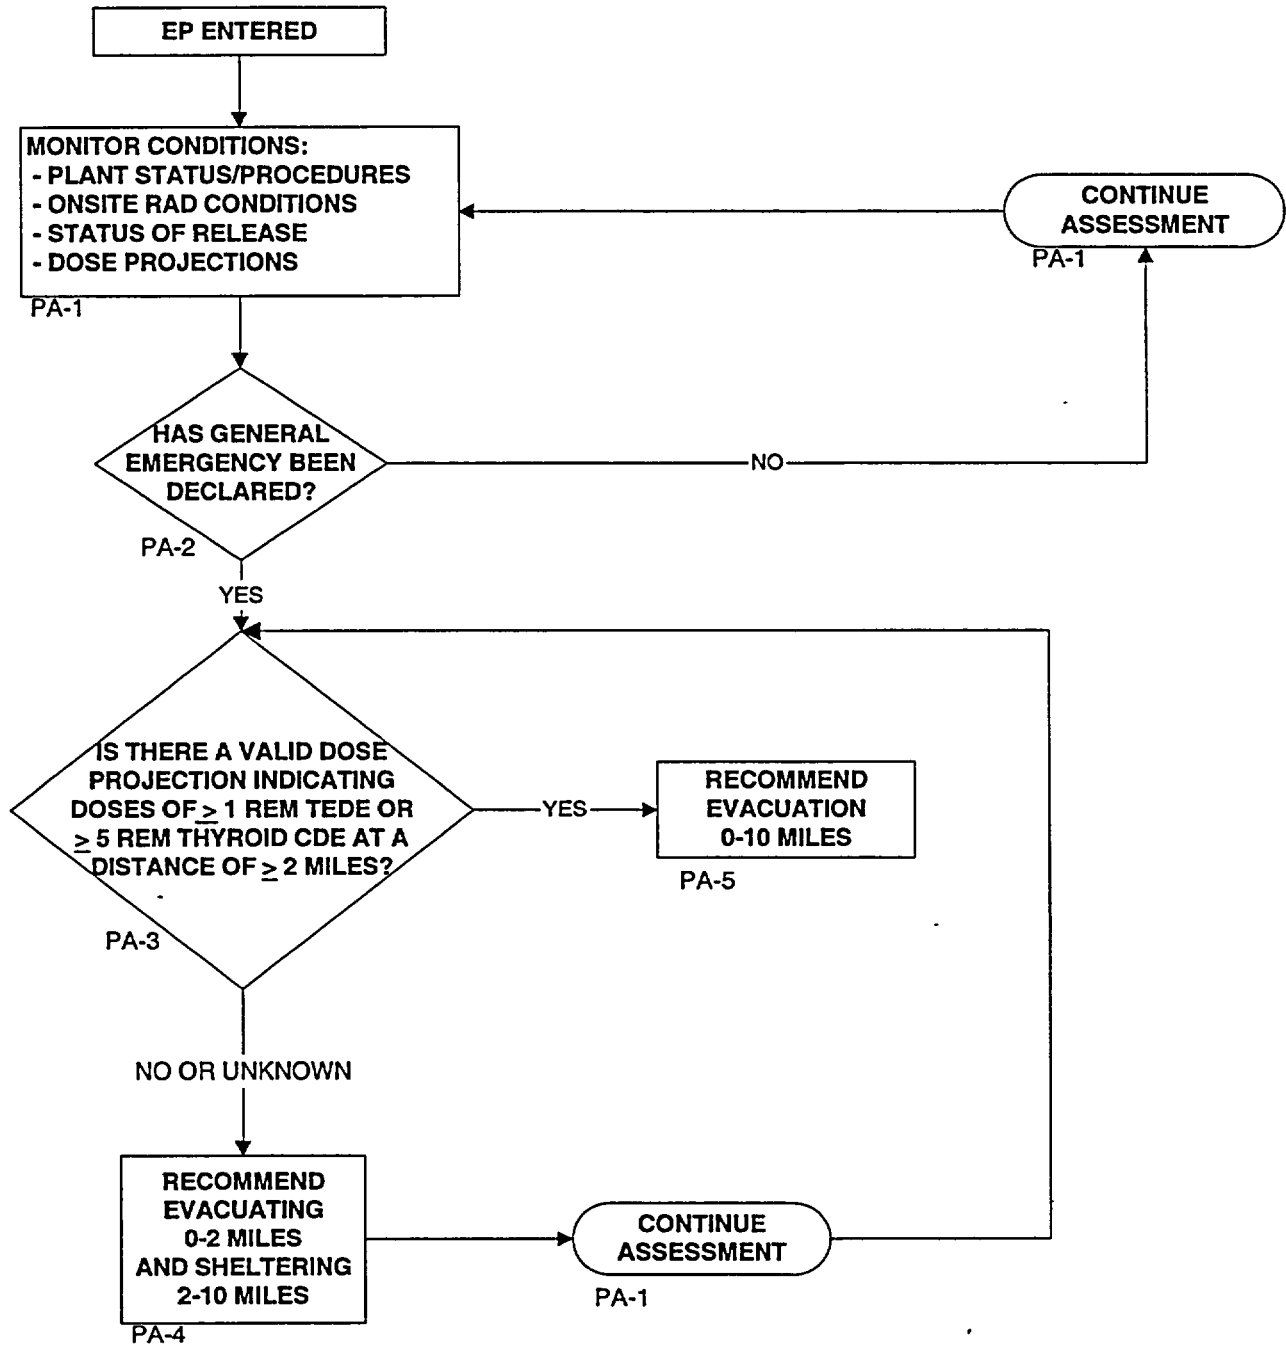 EP ENTERED
MONITOR CONDITIONS:
- PLANT STATUS/PROCEDURES
- ONSITE RAD CONDITIONS
- STATUS OF RELEASE
- DOSE PROJECTIONS
PA-1
CONTINUE
ASSESSMENT
PA-1
HAS GENERAL
EMERGENCY BEEN
DECLARED?
PA-2
NO
YES
IS THERE A VALID DOSE
PROJECTION INDICATING
DOSES OF ≥ 1 REM TEDE OR
≥ 5 REM THYROID CDE AT A
DISTANCE OF ≥ 2 MILES?
PA-3
YES
RECOMMEND
EVACUATION
0-10 MILES
PA-5
NO OR UNKNOWN
RECOMMEND
EVACUATING
0-2 MILES
AND SHELTERING
2-10 MILES
PA-4
CONTINUE
ASSESSMENT
PA-1